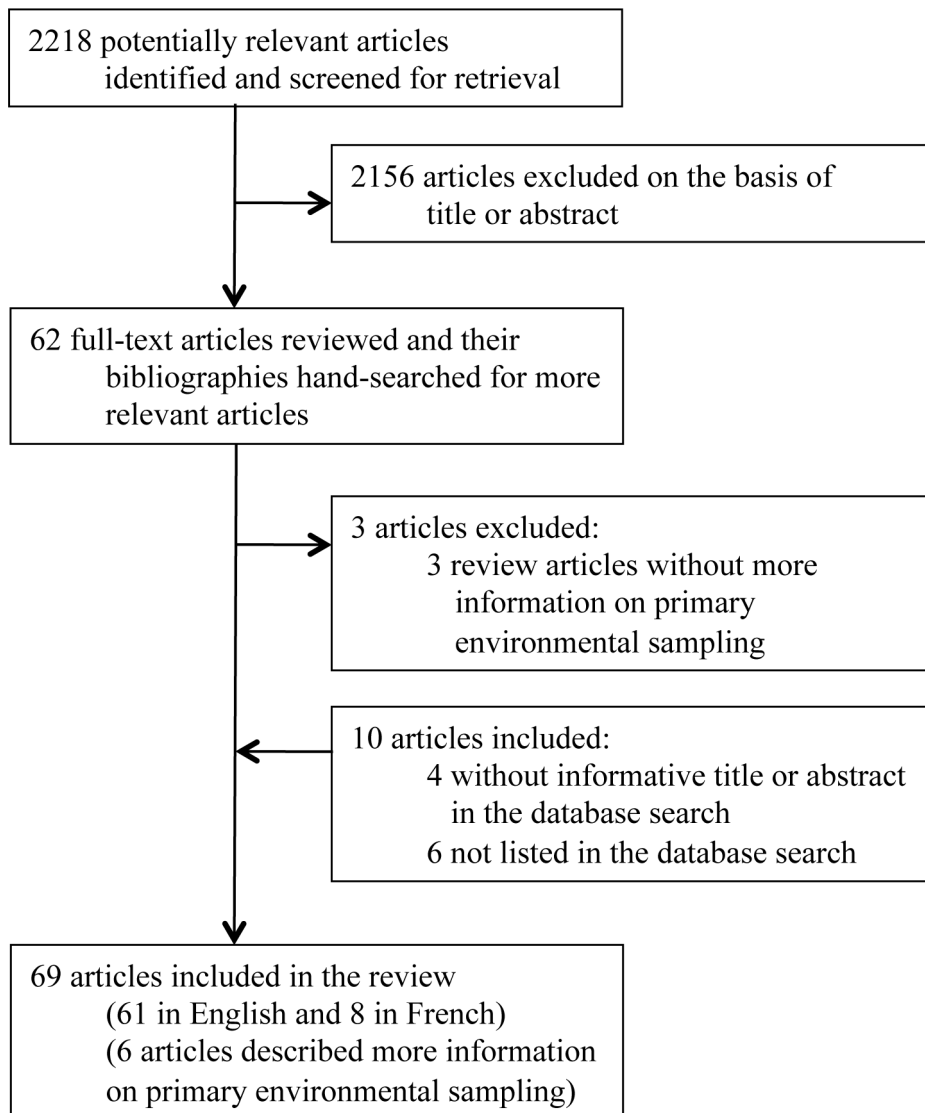 2218 potentially relevant articles
identified and screened for retrieval
2156 articles excluded on the basis of
title or abstract
62 full-text articles reviewed and their
bibliographies hand-searched for more
relevant articles
3 articles excluded:
3 review articles without more
information on primary
environmental sampling
10 articles included:
4 without informative title or abstract
in the database search
6 not listed in the database search
69 articles included in the review
(61 in English and 8 in French)
(6 articles described more information
on primary environmental sampling)